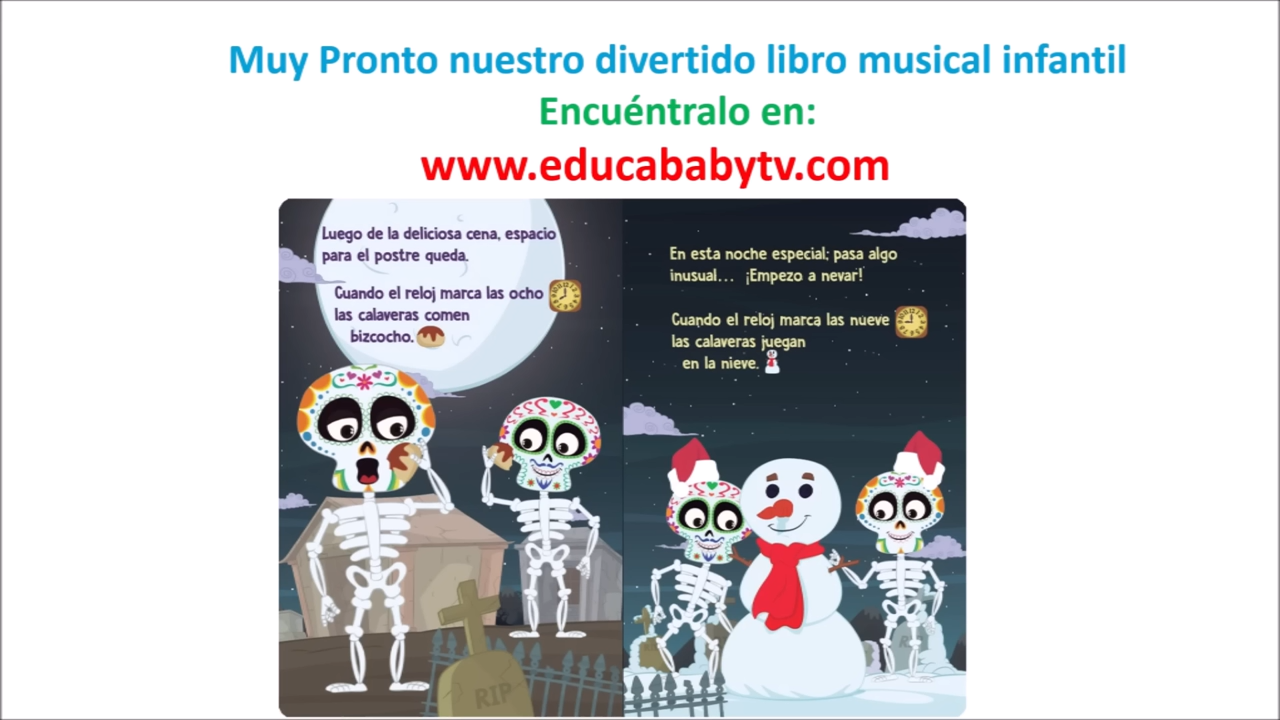 Muy Pronto nuestro divertido libro musical infantil
Encuéntralo en:
www.educababytv.com
Luego de la deliciosa cena, espacio
para el postre queda.
Cuando el reloj marca las ocho
las calaveras comen
bizcocho.
En esta noche especial; pasa algo
inusual... ¡Empezo a nevar!
Cuando el reloj marca las nueve
las calaveras juegan
en la nieve.
RIP